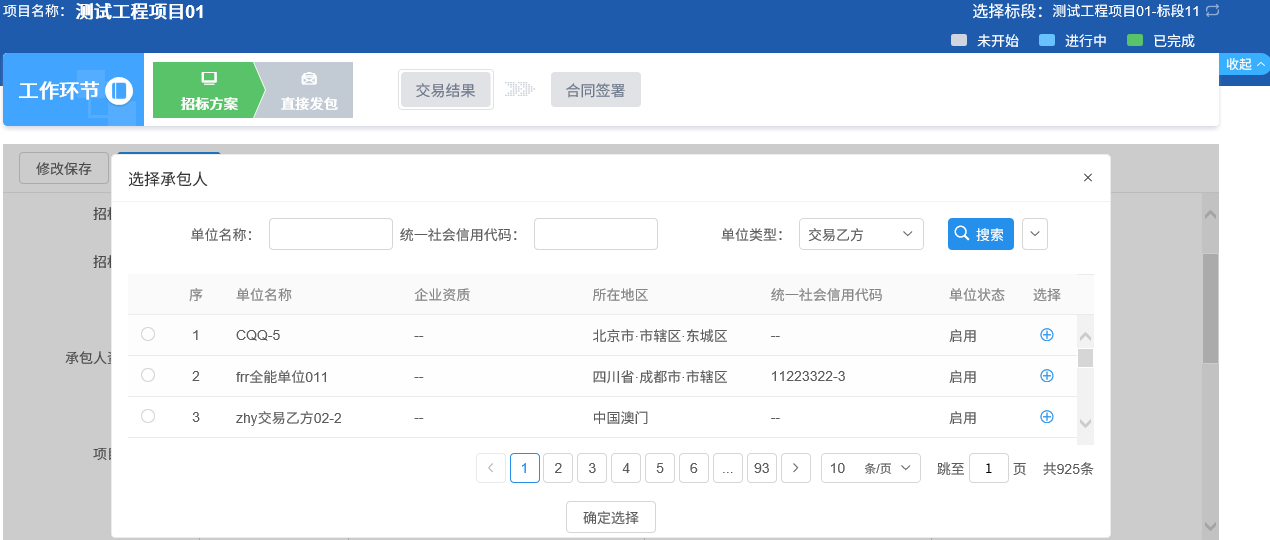 项目名称： 测试工程项目01
选择标段： 测试工程项目01-标段11
未开始 进行中 已完成
工作环节
招标方案 直接发包
交易结果 合同签署
收起
修改保存
选择承包人
单位名称： 统一社会信用代码： 单位类型： 交易乙方 搜索
序 单位名称 企业资质 所在地区 统一社会信用代码 单位状态 选择
1 CQQ-5 -- 北京市·市辖区·东城区 -- 启用
2 frr全能单位011 -- 四川省·成都市·市辖区 11223322-3 启用
3 zhy交易乙方02-2 -- 中国澳门 -- 启用
1 2 3 4 5 6 ... 93 10 条/页 跳至 1 页 共925条
确定选择
招
招
承包人
项